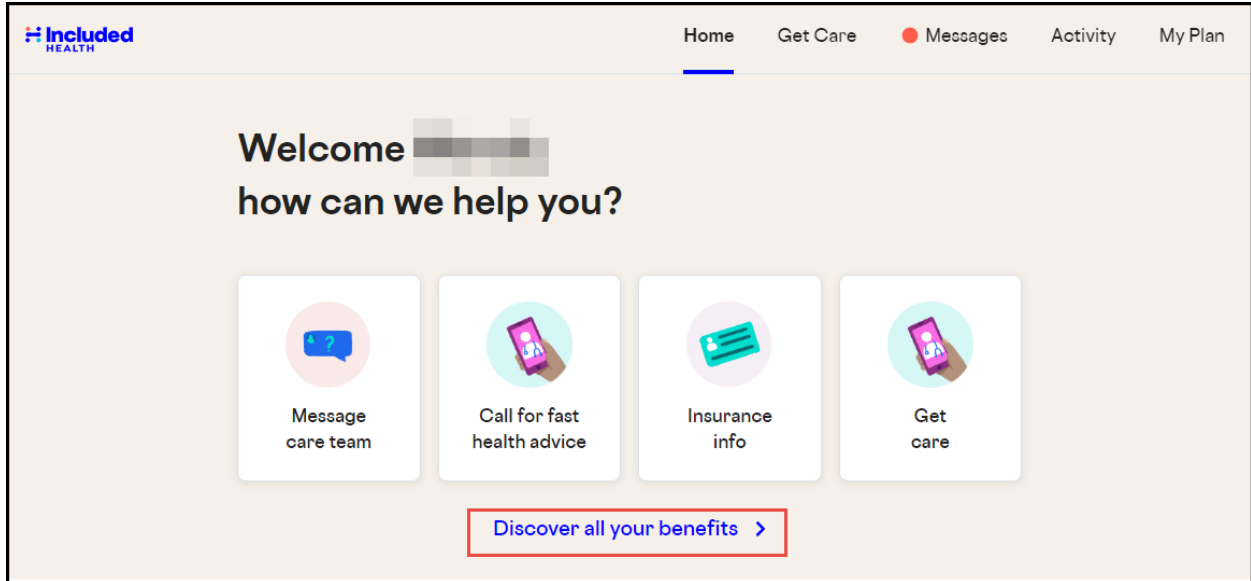 Included
HEALTH
Home Get Care Messages Activity My Plan
Welcome
how can we help you?
Message
care team
Call for fast
health advice
Insurance
info
Get
care
?
Discover all your benefits >